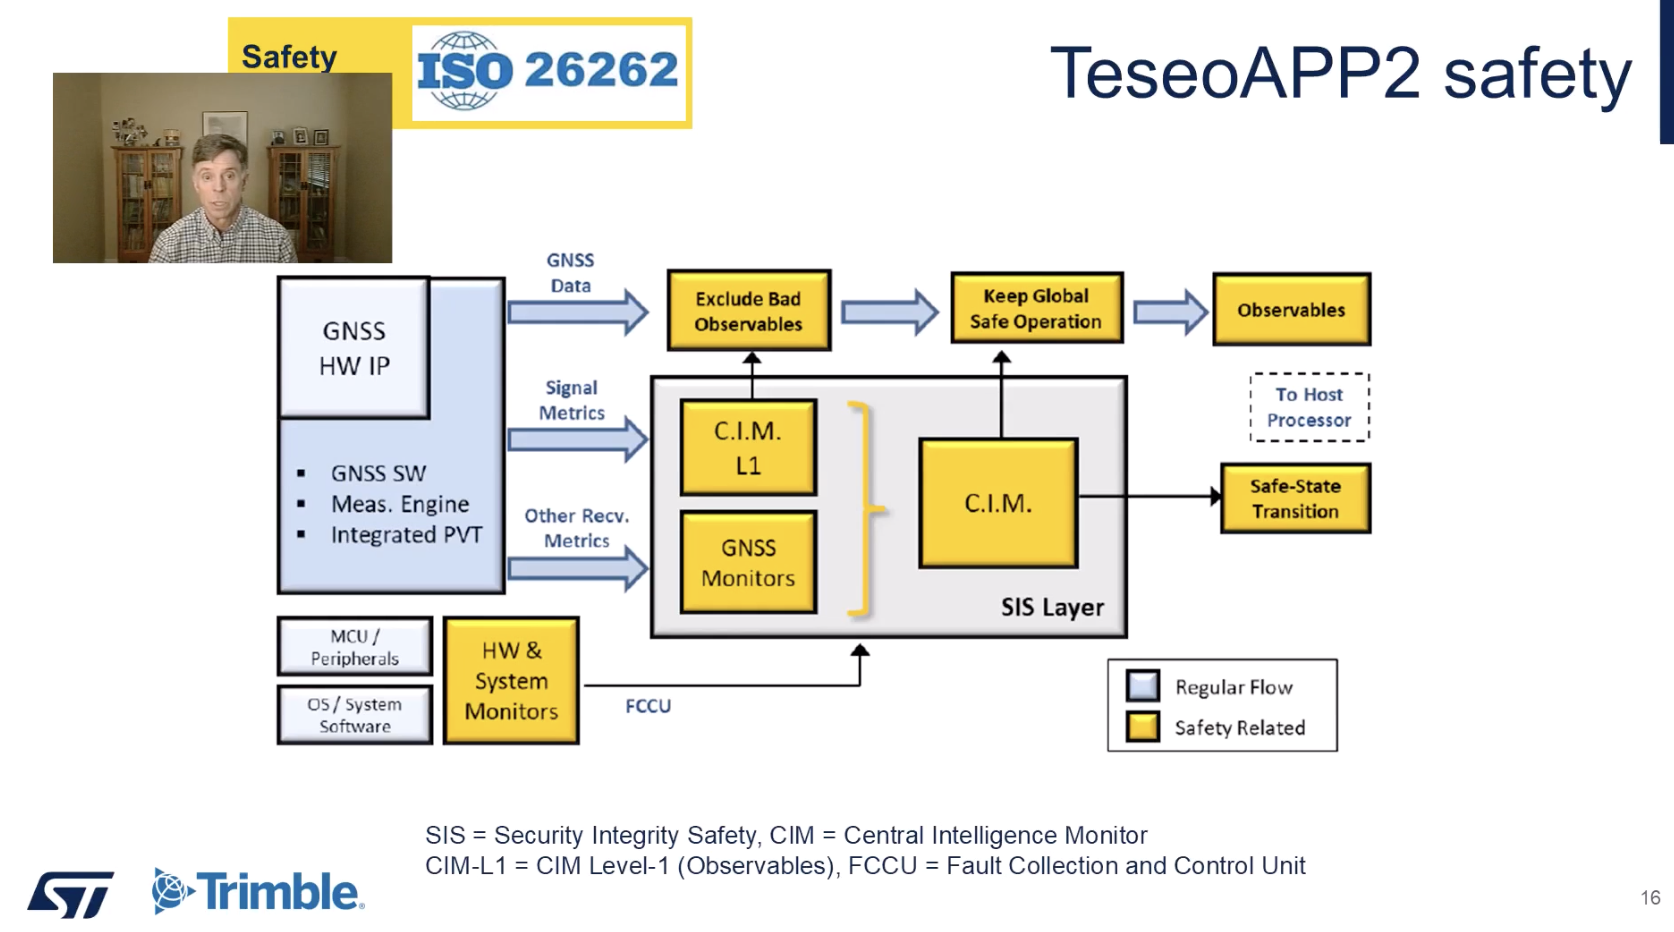 Safety
ISO 26262
TeseoAPP2 safety
GNSS
HW IP
GNSS SW
Meas. Engine
Integrated PVT
GNSS
Data
Signal
Metrics
Other Recv.
Metrics
Exclude Bad
Observables
Keep Global
Safe Operation
Observables
C.I.M.
L1
GNSS
Monitors
C.I.M.
SIS Layer
To Host
Processor
Safe-State
Transition
MCU /
Peripherals
OS / System
Software
HW &
System
Monitors
FCCU
Regular Flow
Safety Related
SIS = Security Integrity Safety, CIM = Central Intelligence Monitor
CIM-L1 = CIM Level-1 (Observables), FCCU = Fault Collection and Control Unit
ST
Trimble
16